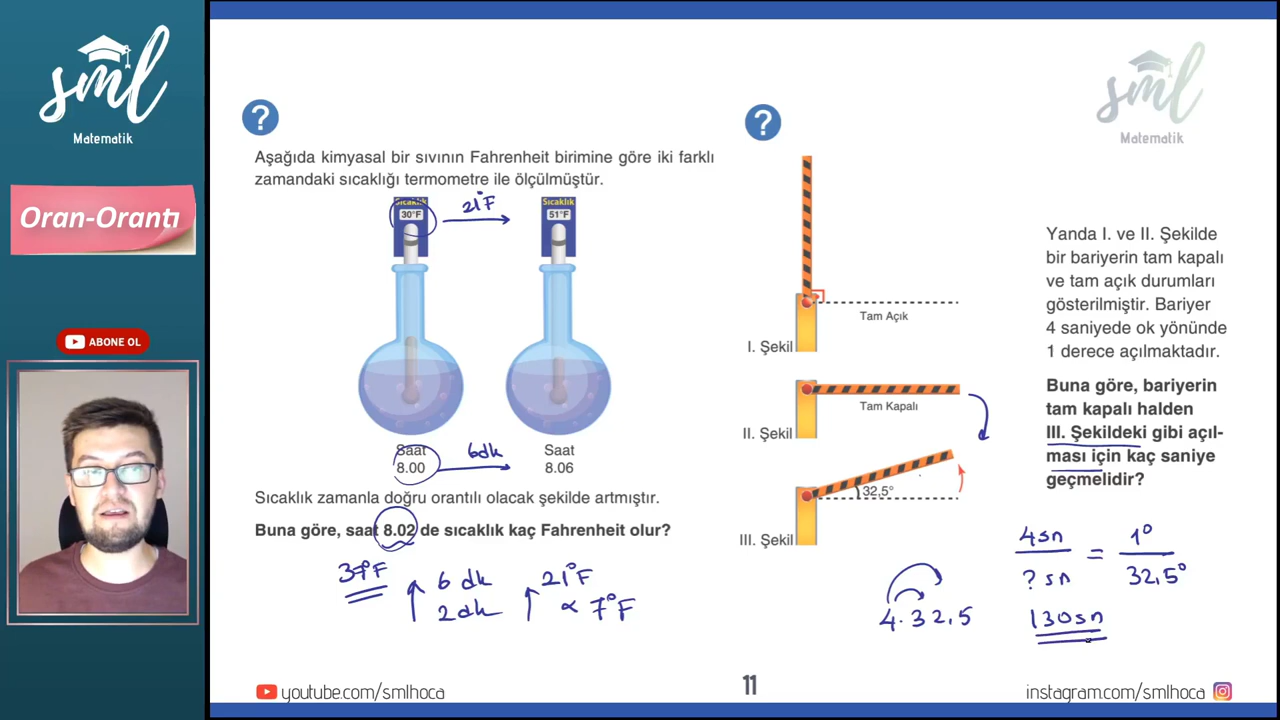 sml
Matematik
Oran-Orantı
ABONE OL
?
Aşağıda kimyasal bir sıvının Fahrenheit birimine göre iki farklı
zamandaki sıcaklığı termometre ile ölçülmüştür.
Sıcaklık
30°F
21°F
Sıcaklık
51°F
Saat
8.00
6dk
Saat
8.06
Sıcaklık zamanla doğru orantılı olacak şekilde artmıştır.
Buna göre, saat 8.02 de sıcaklık kaç Fahrenheit olur?
37°F
6 dk 21°F
2dk ∝ 7°F
youtube.com/smlhoca
?
sml
Matematik
Tam Açık
I. Şekil
Tam Kapalı
II. Şekil
32,5°
III. Şekil
Yanda I. ve II. Şekilde
bir bariyerin tam kapalı
ve tam açık durumları
gösterilmiştir. Bariyer
4 saniyede ok yönünde
1 derece açılmaktadır.
Buna göre, bariyerin
tam kapalı halden
III. Şekildeki gibi açıl-
ması için kaç saniye
geçmelidir?
4sn = 1°
? sn 32,5°
4.32,5
130sn
11
instagram.com/smlhoca